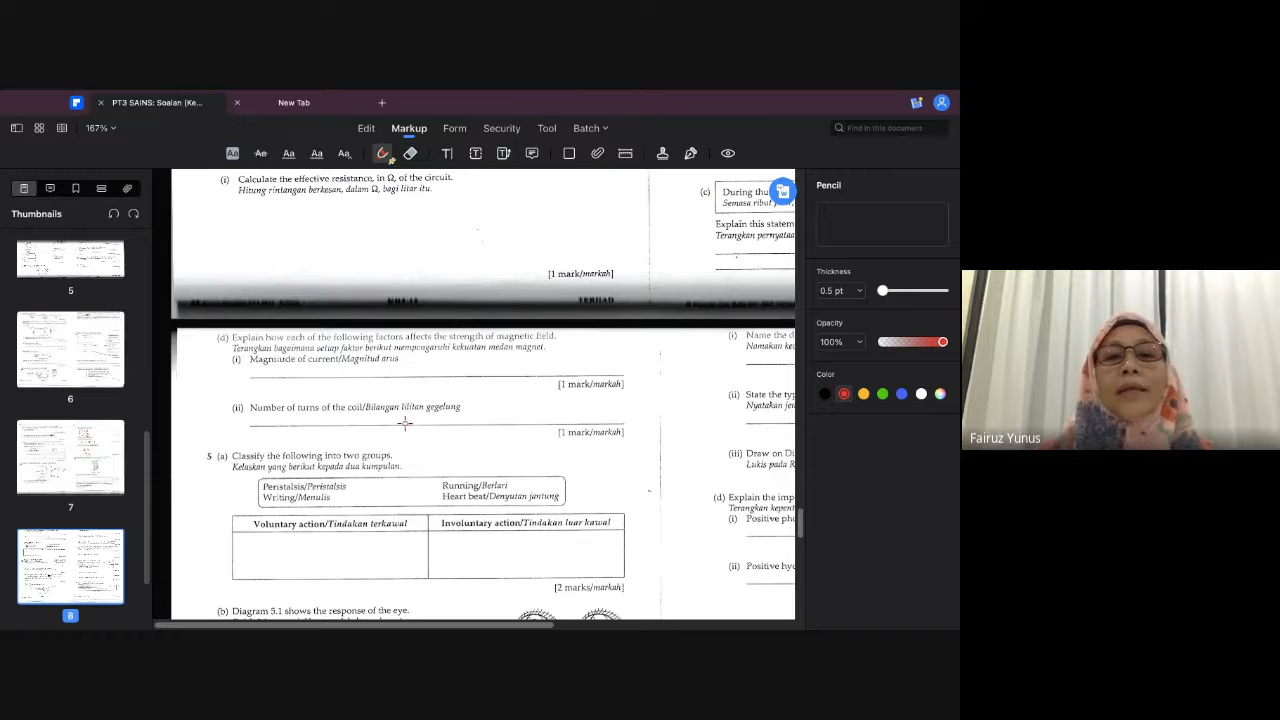 PT3 SAINS: Soalan (Ke...
New Tab
167%
Edit
Markup
Form
Security
Tool
Batch
Find in this document
Thumbnails
5
6
7
8
(i) Calculate the effective resistance, in Ω, of the circuit.
Hitung rintangan berkesan, dalam Ω, bagi litar itu.
[1 mark/markah]
TERHAD
(c) During thu
Semasa ribut
Explain this statem
Terangkan pernyataa
(d) Explain how each of the following factors affects the strength of magnetic field.
Terangkan bagaimana setiap faktor berikut mempengaruhi kekuatan medan magnet.
(i) Magnitude of current/Magnitud arus
[1 mark/markah]
(ii) Number of turns of the coil/Bilangan lilitan gegelung
[1 mark/markah]
5 (a) Classify the following into two groups.
Kelaskan yang berikut kepada dua kumpulan.
Peristalsis/Peristalsis Running/Berlari
Writing/Menulis Heart beat/Denyutan jantung
Voluntary action/Tindakan terkawal Involuntary action/Tindakan luar kawal
[2 marks/markah]
(b) Diagram 5.1 shows the response of the eye.
(i) Name the d
Namakan ked
(ii) State the typ
Nyatakan jen
(iii) Draw on Di
Lukis pada R
(d) Explain the imp
Terangkan kepent
(i) Positive pho
(ii) Positive hyd
Pencil
Thickness
0.5 pt
Opacity
100%
Color
Fairuz Yunus